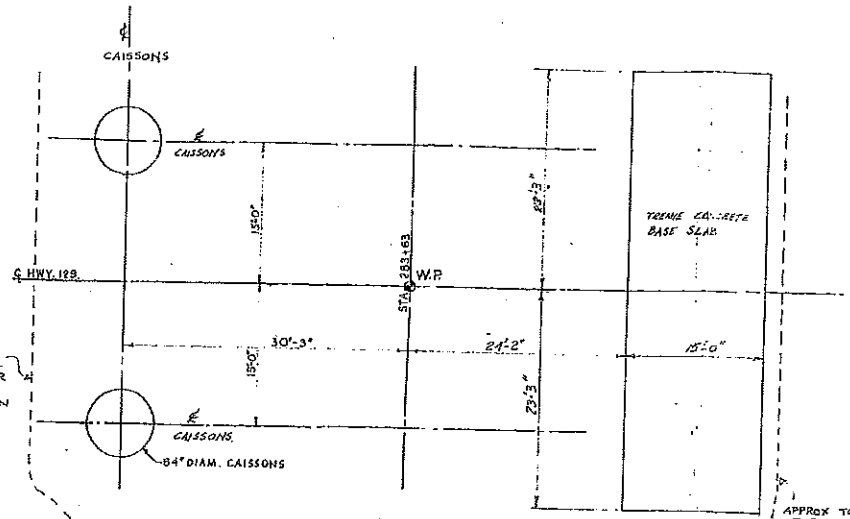 ℄
CAISSONS
℄
CAISSONS
15'-0"
23'-3"
TREMIE CONCRETE
BASE SLAB
℄ HWY. 129.
STA. 283+63
W.P.
30'-3"
24'-2"
15'-0"
15'-0"
23'-3"
℄
CAISSONS.
84" DIAM. CAISSONS
APPROX TO